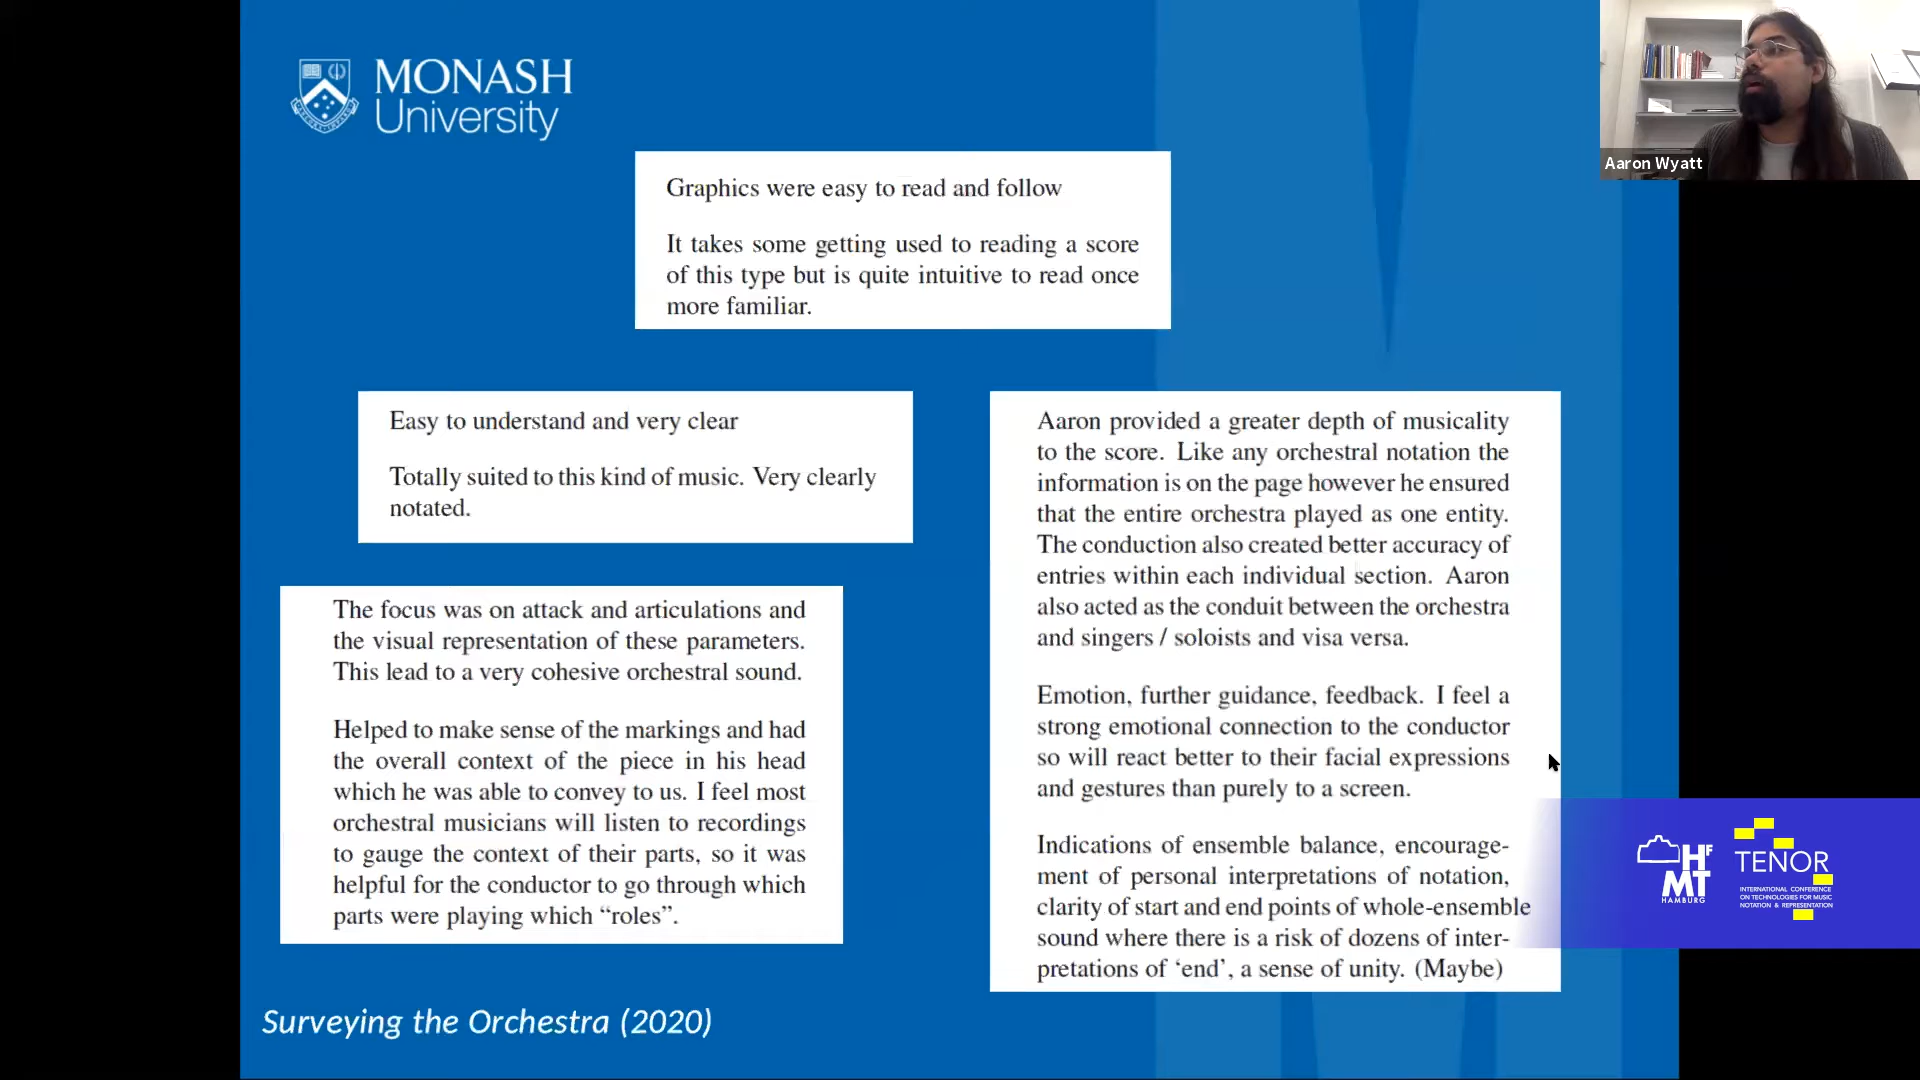 MONASH
University
Aaron Wyatt
Graphics were easy to read and follow
It takes some getting used to reading a score
of this type but is quite intuitive to read once
more familiar.
Easy to understand and very clear
Totally suited to this kind of music. Very clearly
notated.
The focus was on attack and articulations and
the visual representation of these parameters.
This lead to a very cohesive orchestral sound.
Helped to make sense of the markings and had
the overall context of the piece in his head
which he was able to convey to us. I feel most
orchestral musicians will listen to recordings
to gauge the context of their parts, so it was
helpful for the conductor to go through which
parts were playing which “roles”.
Aaron provided a greater depth of musicality
to the score. Like any orchestral notation the
information is on the page however he ensured
that the entire orchestra played as one entity.
The conduction also created better accuracy of
entries within each individual section. Aaron
also acted as the conduit between the orchestra
and singers / soloists and visa versa.
Emotion, further guidance, feedback. I feel a
strong emotional connection to the conductor
so will react better to their facial expressions
and gestures than purely to a screen.
Indications of ensemble balance, encourage-
ment of personal interpretations of notation,
clarity of start and end points of whole-ensemble
sound where there is a risk of dozens of inter-
pretations of ‘end’, a sense of unity. (Maybe)
HF
MT
HAMBURG
TENOR
INTERNATIONAL CONFERENCE
ON TECHNOLOGIES FOR MUSIC
NOTATION & REPRESENTATION
Surveying the Orchestra (2020)